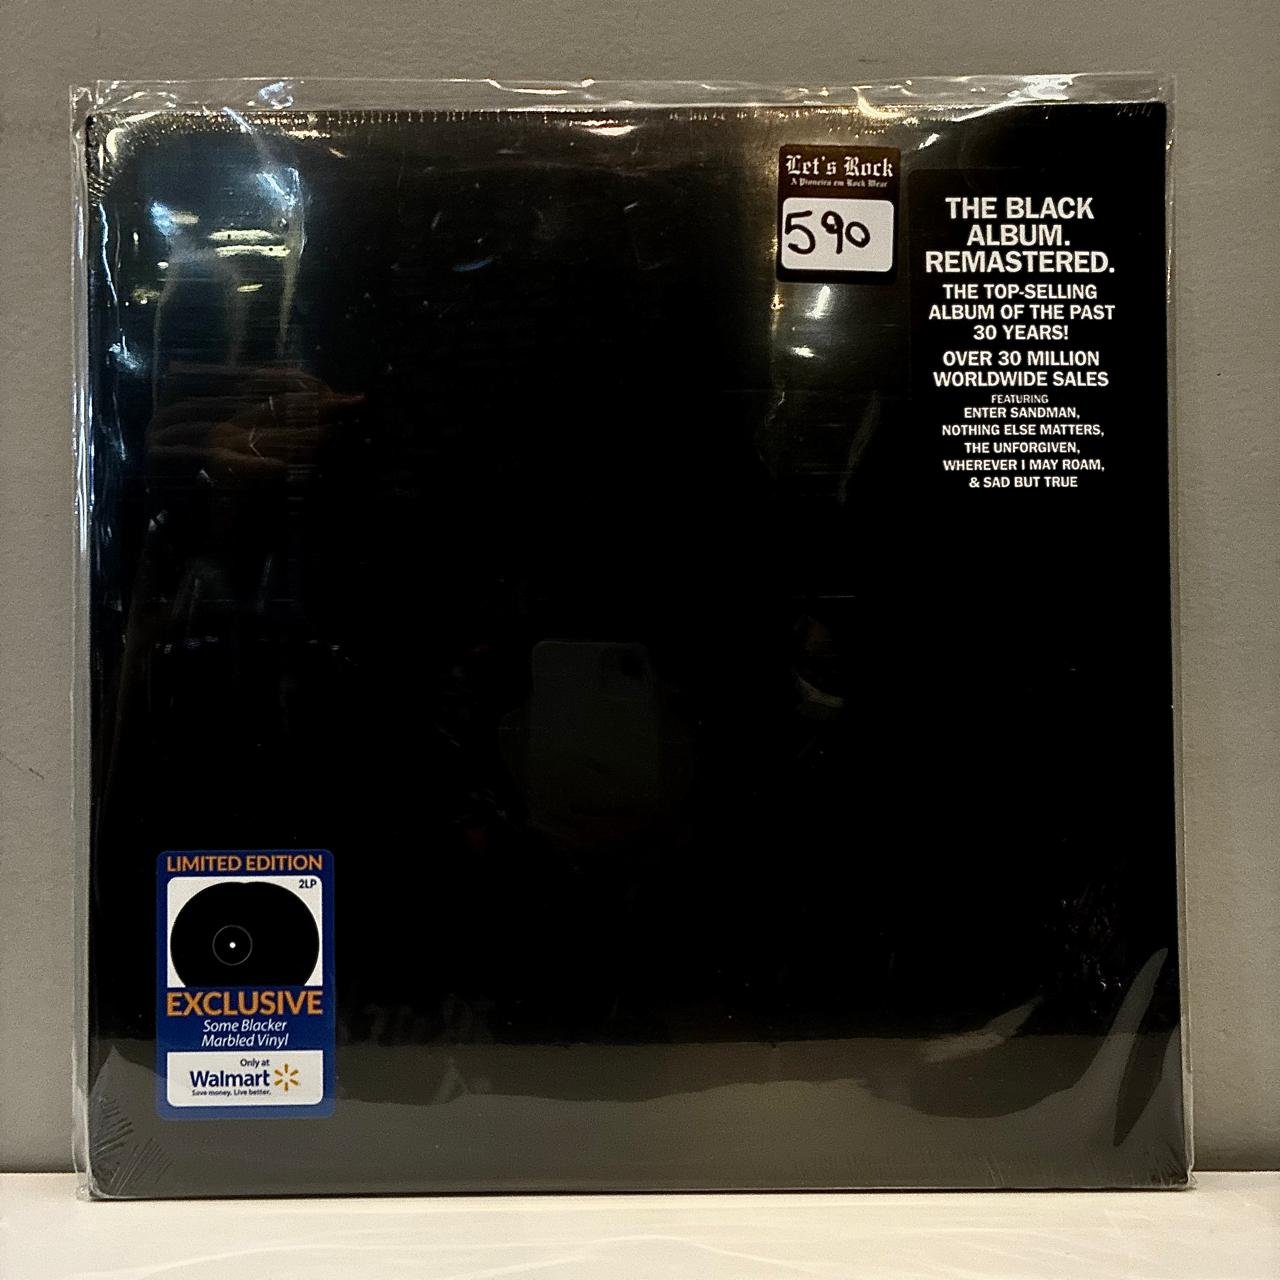 Let's Rock
A Pioneira em Rock Wear
590
THE BLACK
ALBUM.
REMASTERED.
THE TOP-SELLING
ALBUM OF THE PAST
30 YEARS!
OVER 30 MILLION
WORLDWIDE SALES
FEATURING
ENTER SANDMAN,
NOTHING ELSE MATTERS,
THE UNFORGIVEN,
WHEREVER I MAY ROAM,
& SAD BUT TRUE
LIMITED EDITION
2LP
EXCLUSIVE
Some Blacker
Marbled Vinyl
Only at
Walmart
Save money. Live better.